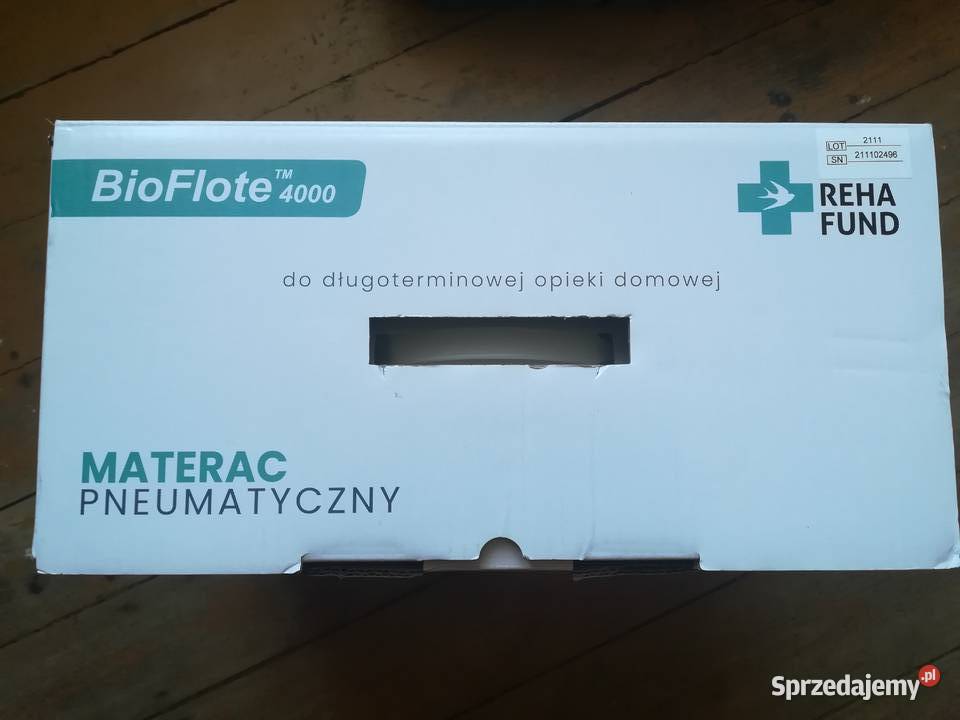 LOT 2111
SN 211102496
BioFlote™ 4000
REHA
FUND
do długoterminowej opieki domowej
MATERAC
PNEUMATYCZNY
Sprzedajemy.pl